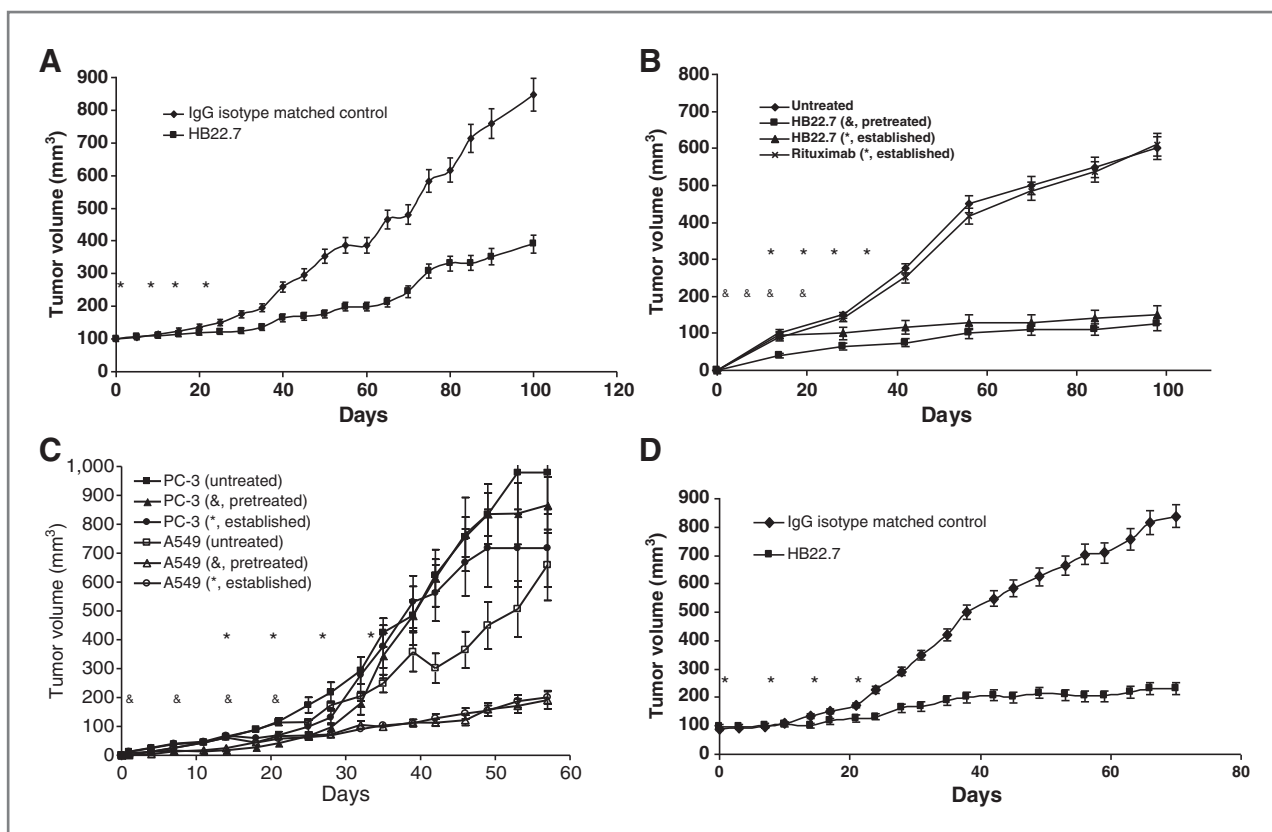 A
Tumor volume (mm³)
900
800
700
600
500
400
300
200
100
0
IgG isotype matched control
HB22.7
* * * *
0 20 40 60 80 100 120
Days
B
Tumor volume (mm³)
800
700
600
500
400
300
200
100
0
Untreated
HB22.7 (&, pretreated)
HB22.7 (*, established)
Rituximab (*, established)
* * * *
& & & &
0 20 40 60 80 100
Days
C
Tumor volume (mm³)
1,000
900
800
700
600
500
400
300
200
100
0
PC-3 (untreated)
PC-3 (&, pretreated)
PC-3 (*, established)
A549 (untreated)
A549 (&, pretreated)
A549 (*, established)
* * * *
& & & &
0 10 20 30 40 50 60
Days
D
Tumor volume (mm³)
900
800
700
600
500
400
300
200
100
0
IgG isotype matched control
HB22.7
* * * *
0 20 40 60 80
Days